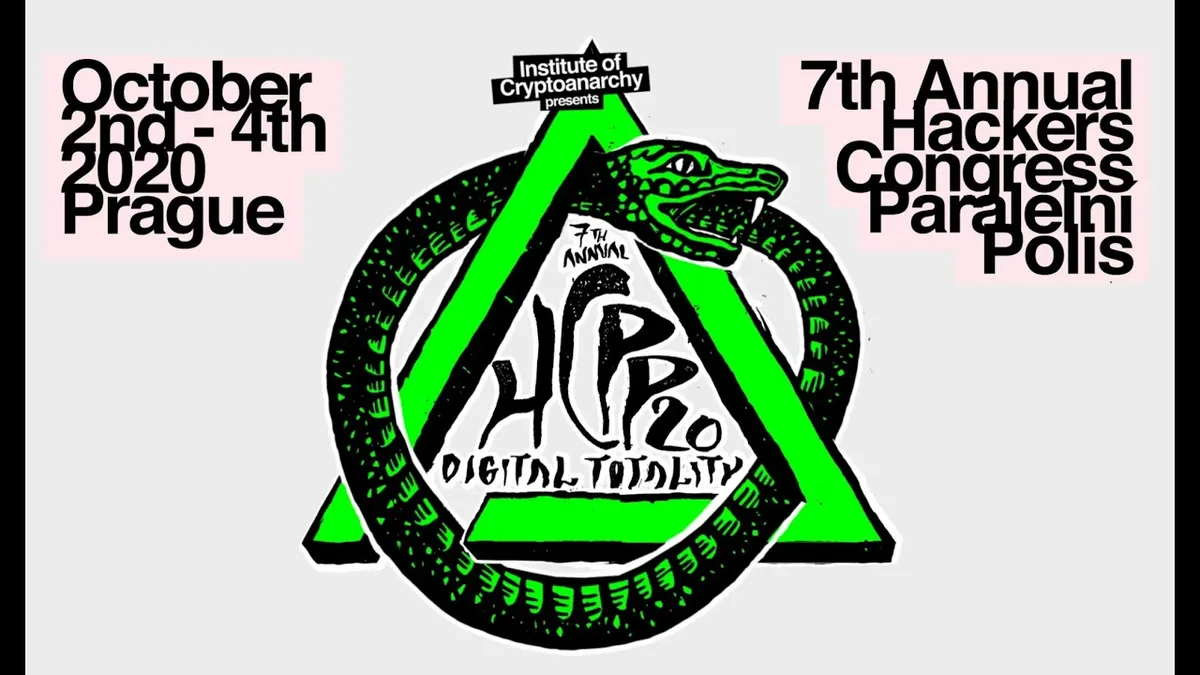 October
2nd - 4th
2020
Prague
Institute of
Cryptoanarchy
presents
7th Annual
Hackers
Congress
Paralelní
Polis
7TH
ANNUAL
HCPP20
DIGITAL TOTALITY